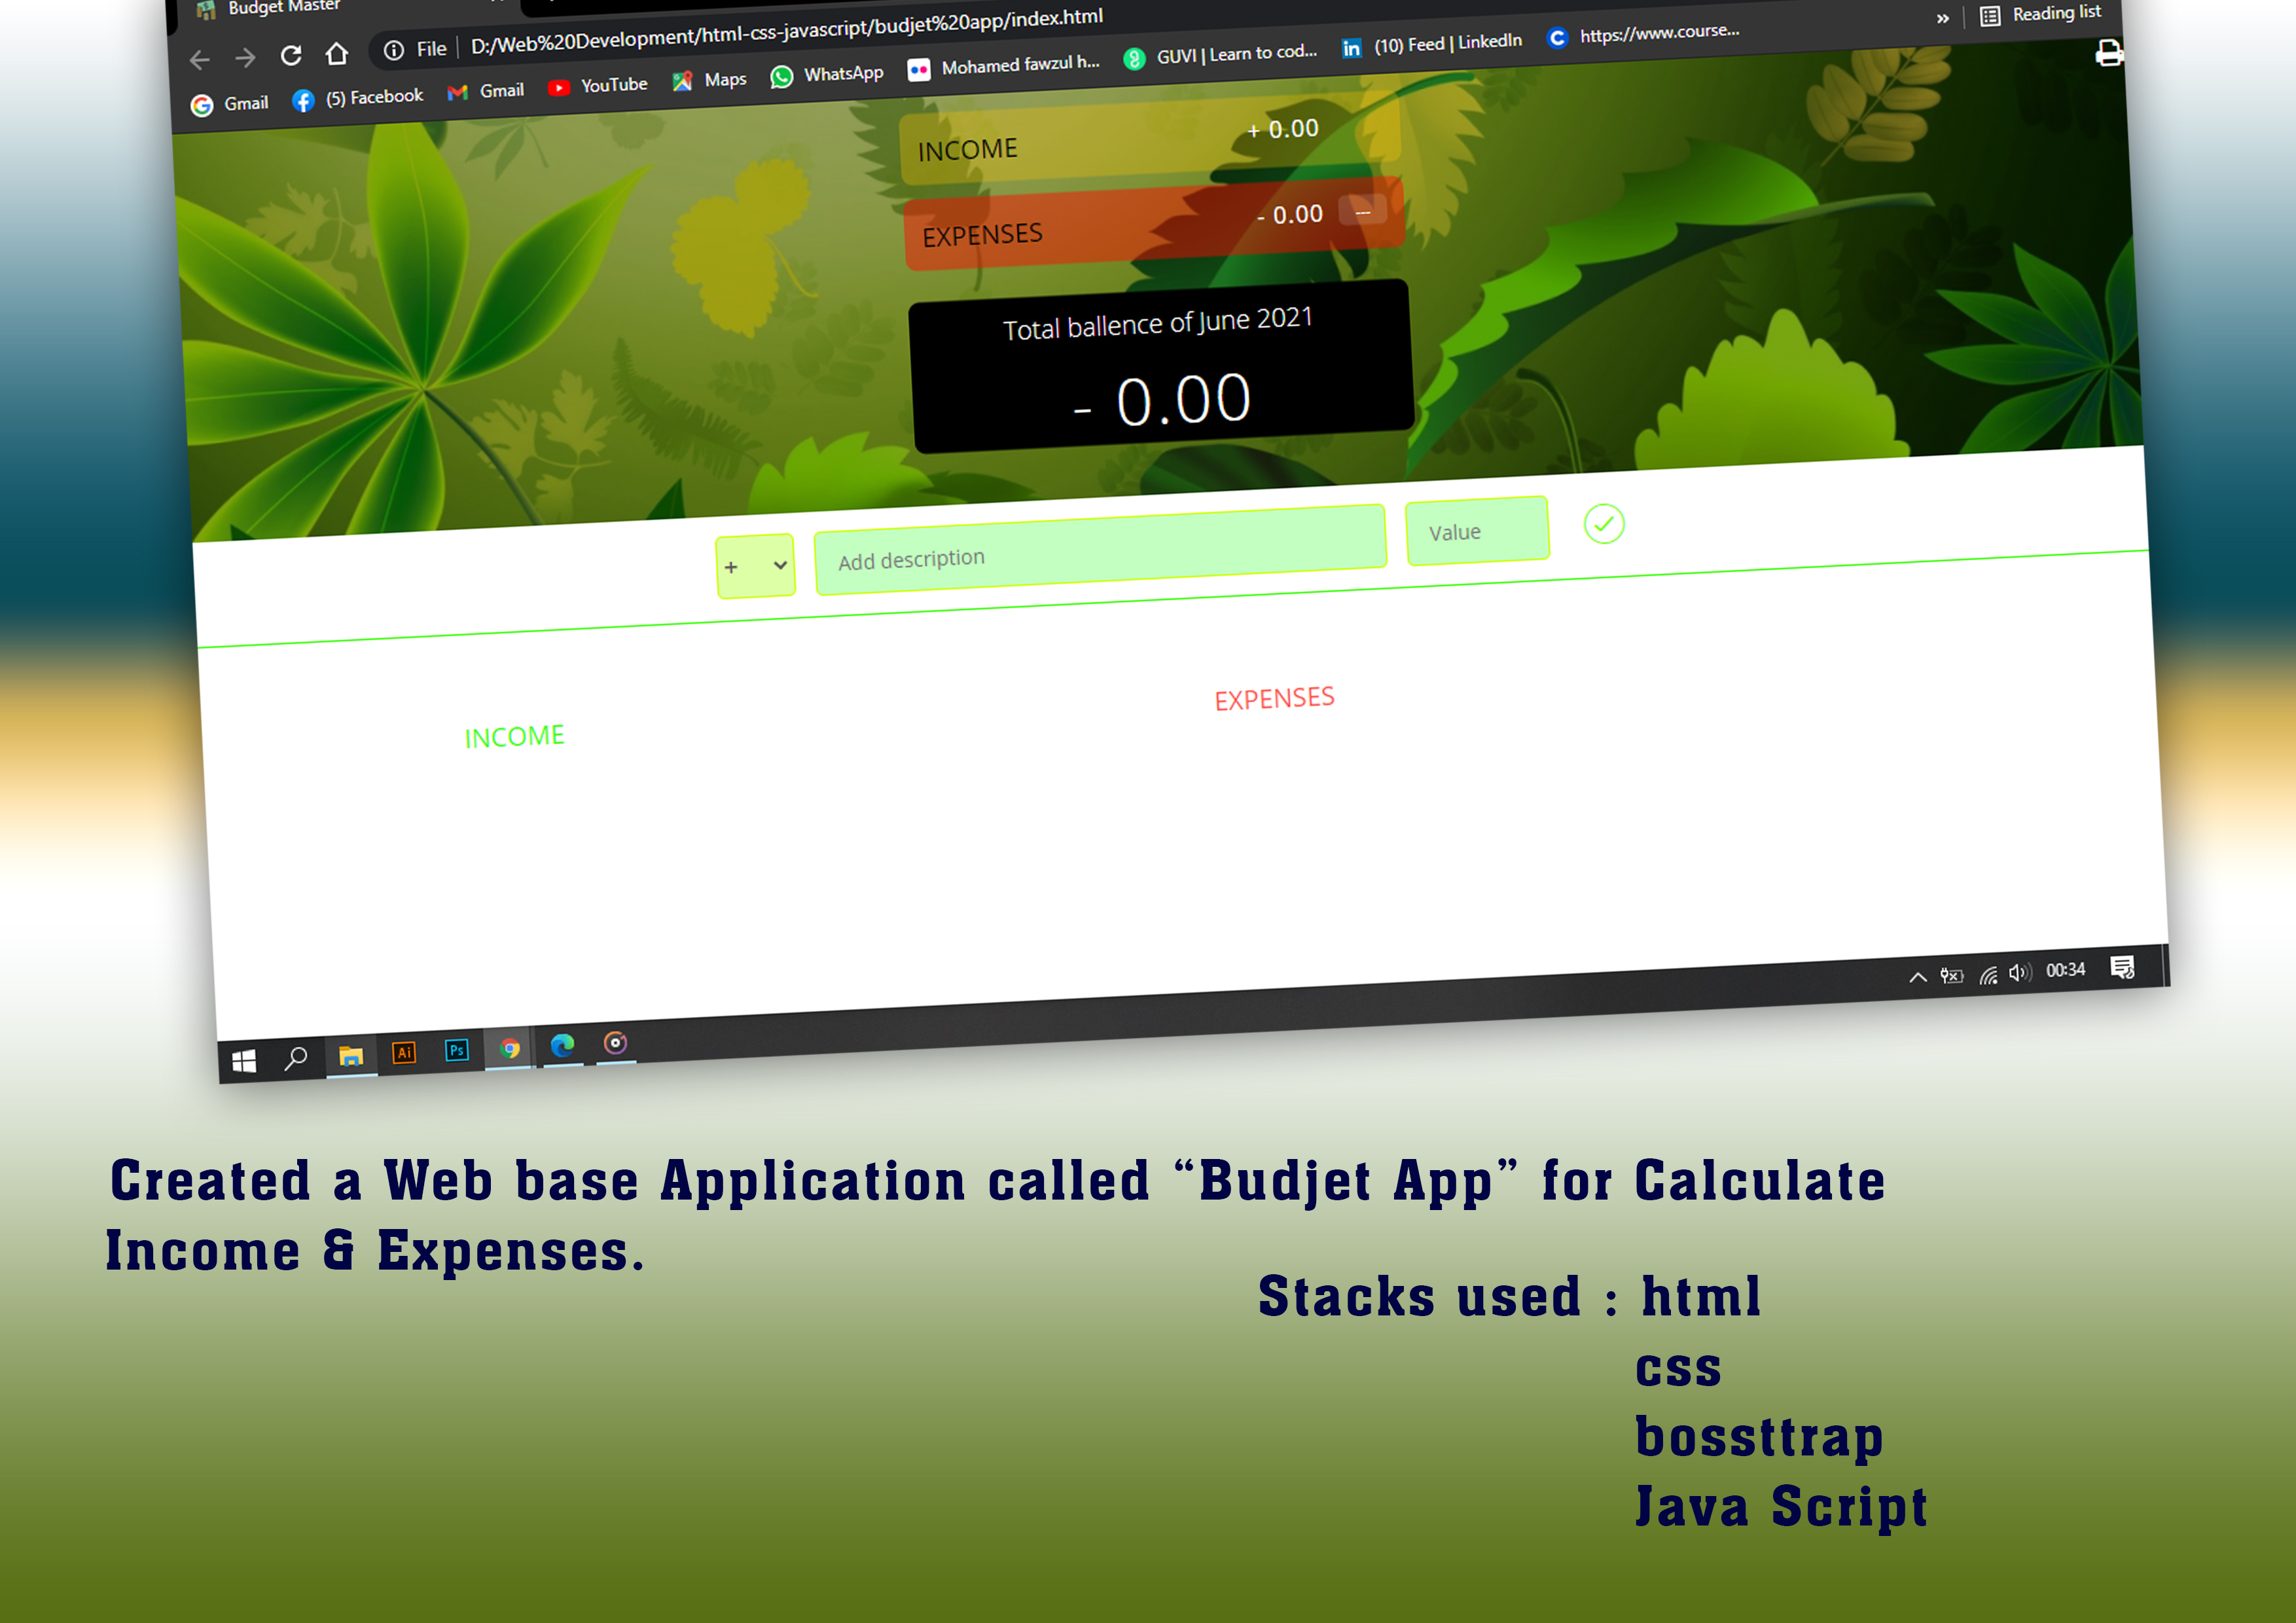 Budget Master
File D:/Web%20Development/html-css-javascript/budjet%20app/index.html
Reading list
Gmail (5) Facebook Gmail YouTube Maps WhatsApp Mohamed fawzul h... GUVI | Learn to cod... (10) Feed | LinkedIn https://www.course... »
INCOME + 0.00
EXPENSES - 0.00 ---
Total ballence of June 2021
- 0.00
+ Add description Value
INCOME EXPENSES
Ai Ps 00:34
Created a Web base Application called “Budjet App” for Calculate
Income & Expenses.
Stacks used : html
css
bossttrap
Java Script